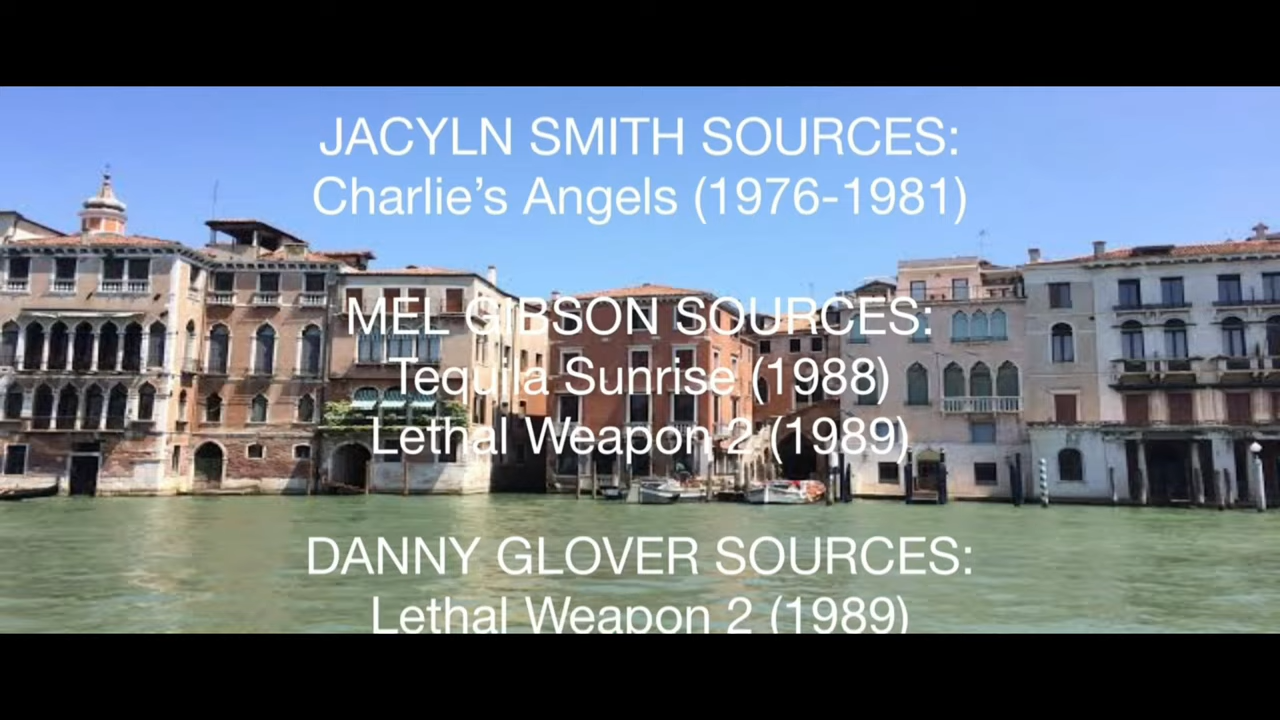 JACYLN SMITH SOURCES:
Charlie’s Angels (1976-1981)
MEL GIBSON SOURCES:
Tequila Sunrise (1988)
Lethal Weapon 2 (1989)
DANNY GLOVER SOURCES:
Lethal Weapon 2 (1989)